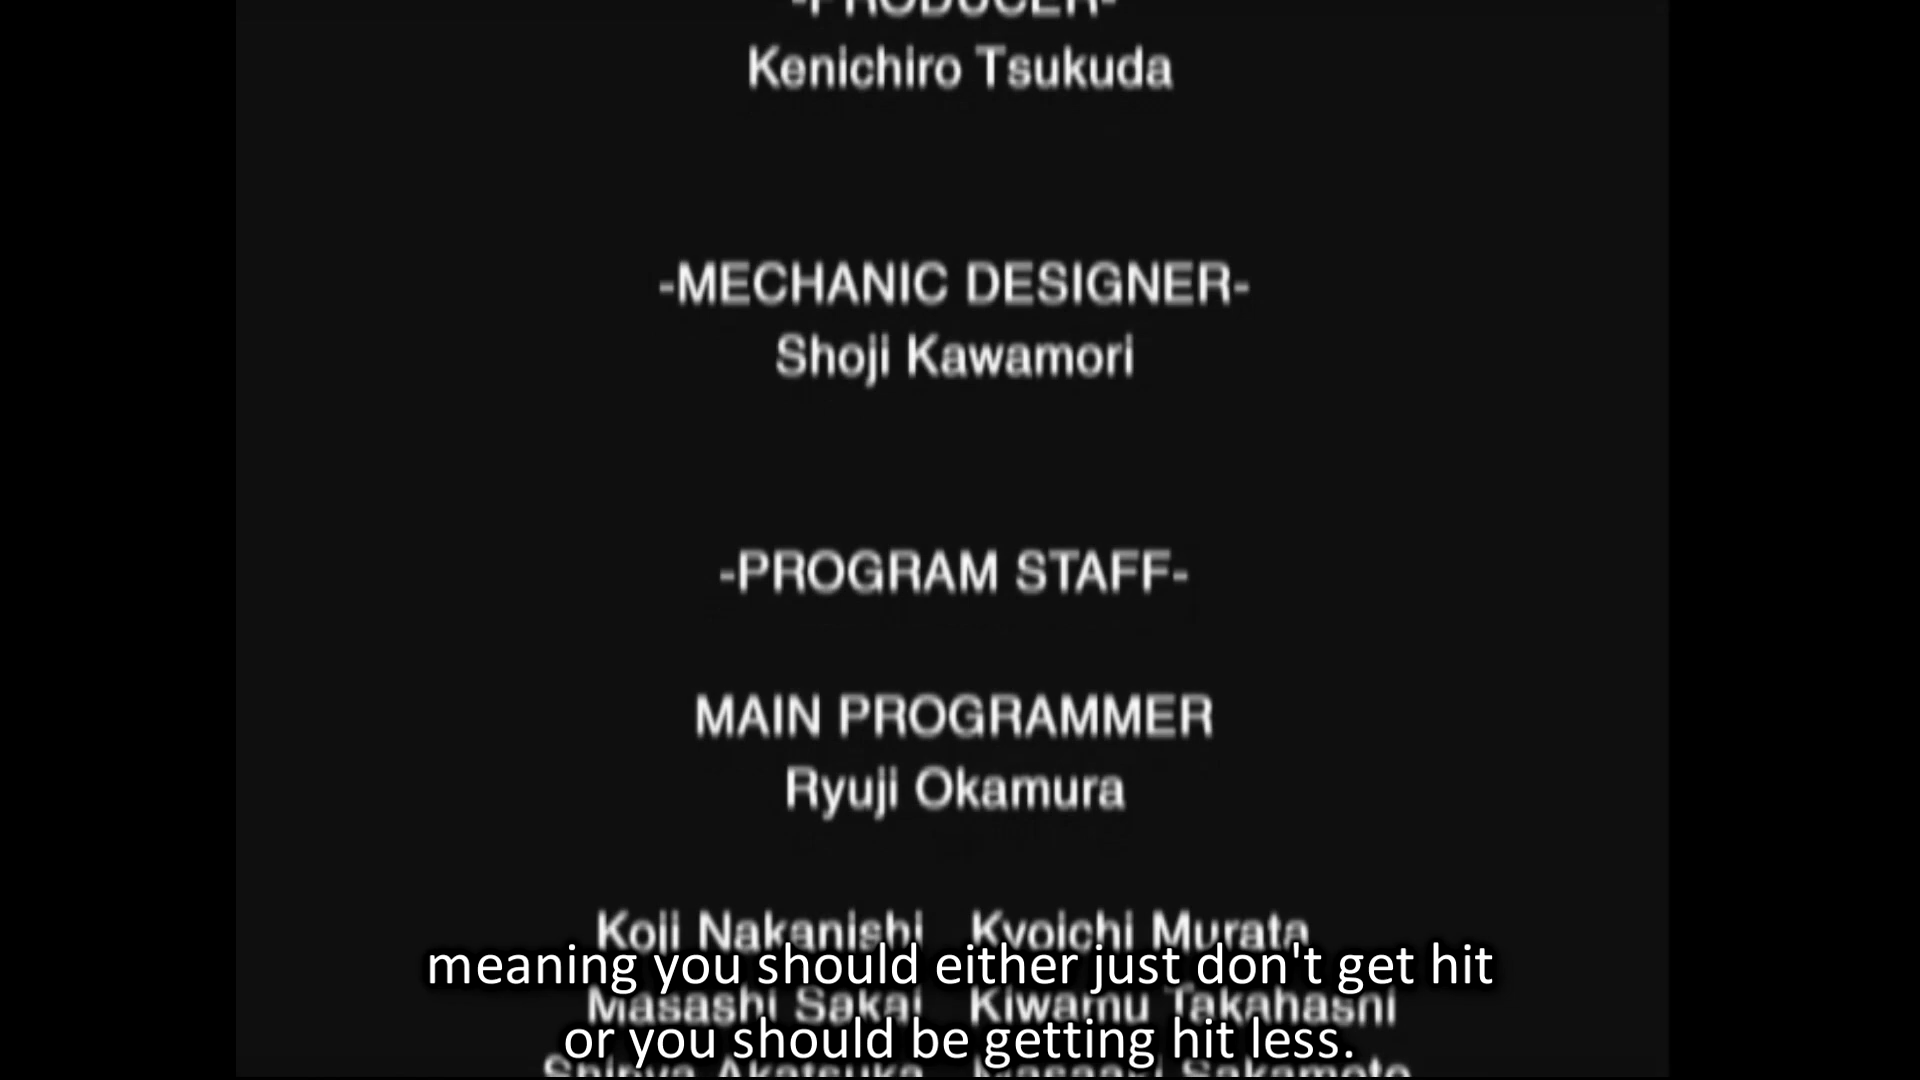 -PRODUCER-
Kenichiro Tsukuda
-MECHANIC DESIGNER-
Shoji Kawamori
-PROGRAM STAFF-
MAIN PROGRAMMER
Ryuji Okamura
Koji Nakanishi Kyoichi Murata
meaning you should either just don't get hit
Masashi Sakai Kiwamu Takahashi
or you should be getting hit less.
Shinya Akatsuka Masaaki Sakamoto